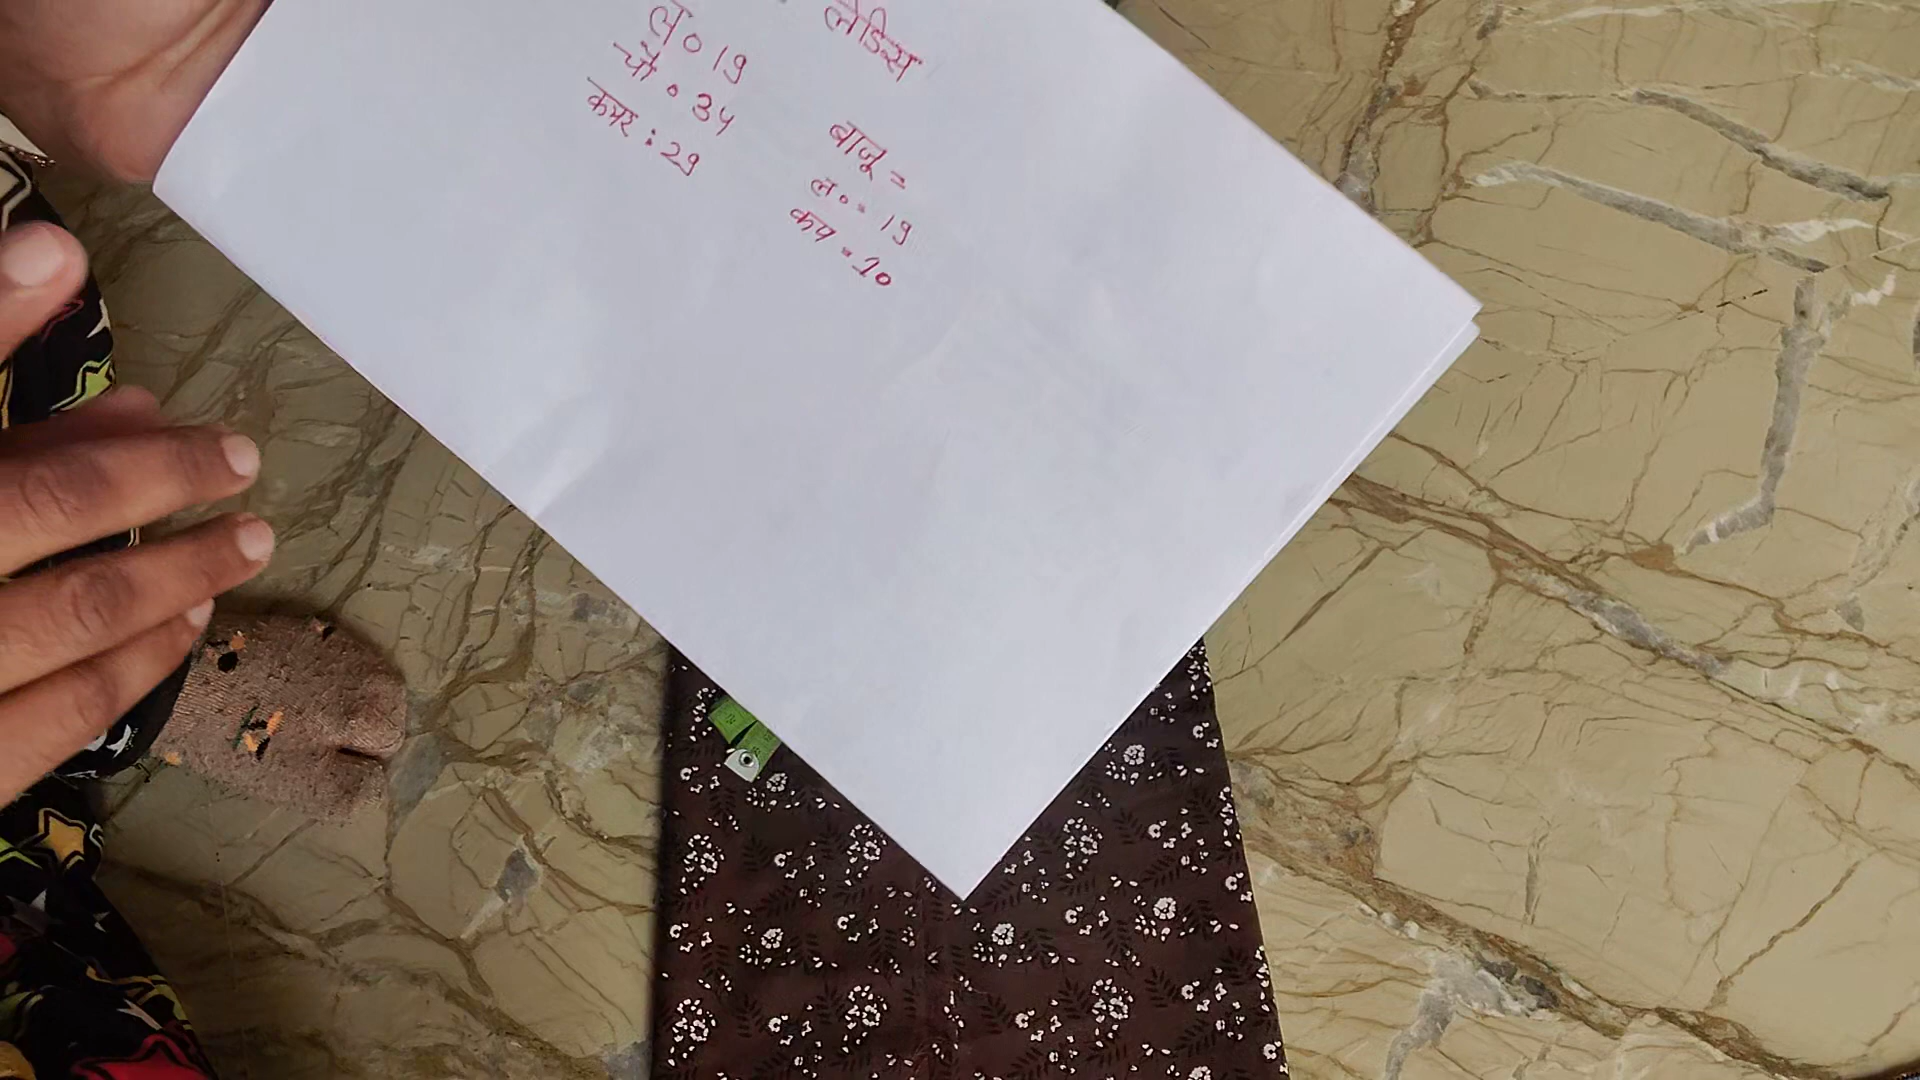 लेडिस
ल० 19
चौ० 34
कमर : 29
बाजू =
ल० = 19
कप = 10